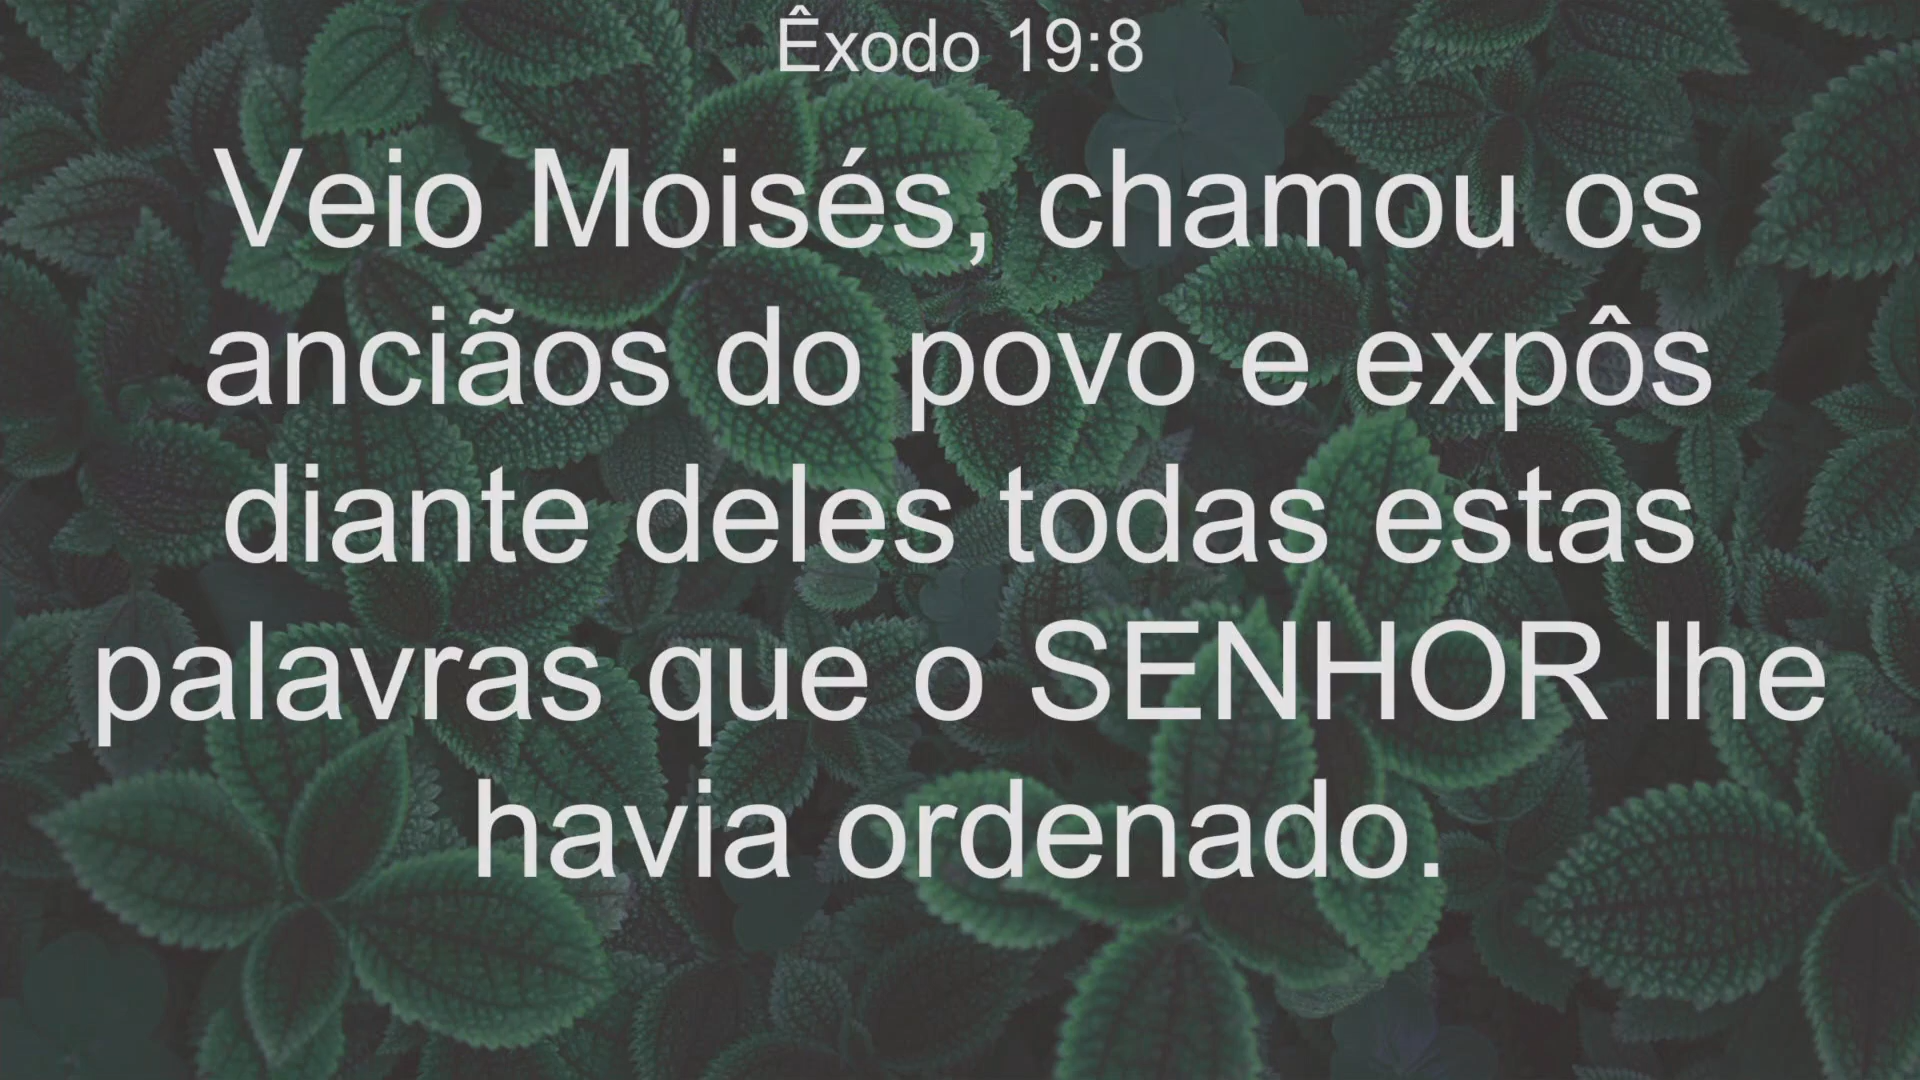 Êxodo 19:8
Veio Moisés, chamou os
anciãos do povo e expôs
diante deles todas estas
palavras que o SENHOR lhe
havia ordenado.